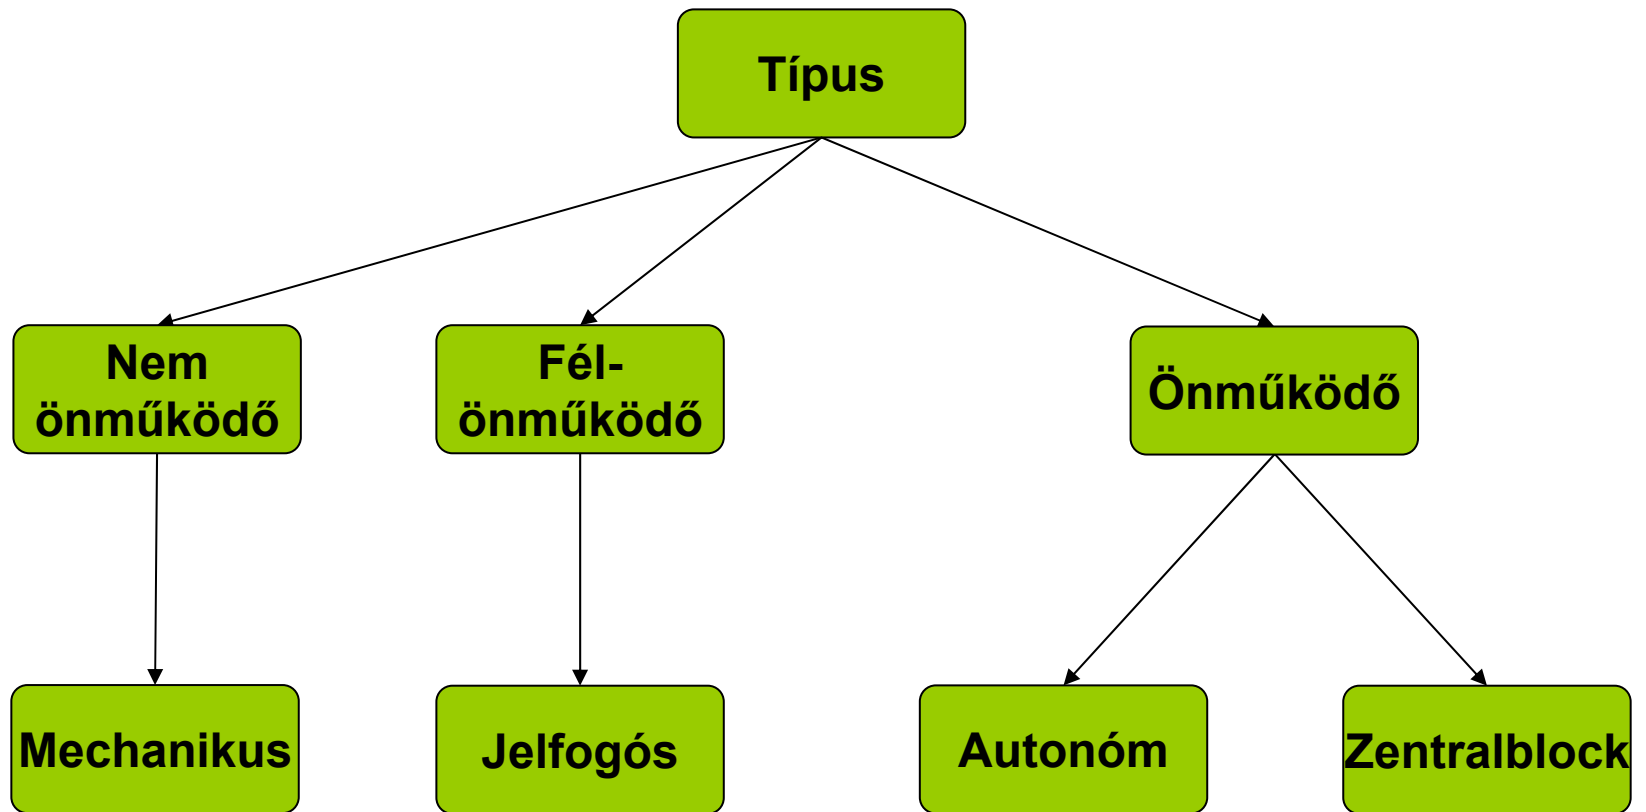 Típus
Nem
önműködő
Fél-
önműködő
Önműködő
Mechanikus
Jelfogós
Autonóm
Zentralblock